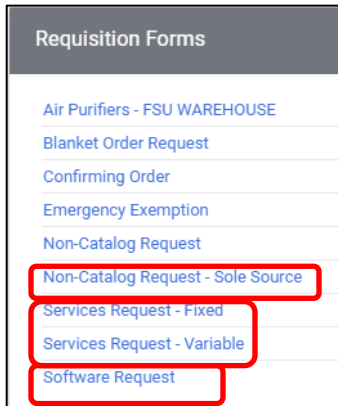 Requisition Forms
Air Purifiers - FSU WAREHOUSE
Blanket Order Request
Confirming Order
Emergency Exemption
Non-Catalog Request
Non-Catalog Request - Sole Source
Services Request - Fixed
Services Request - Variable
Software Request